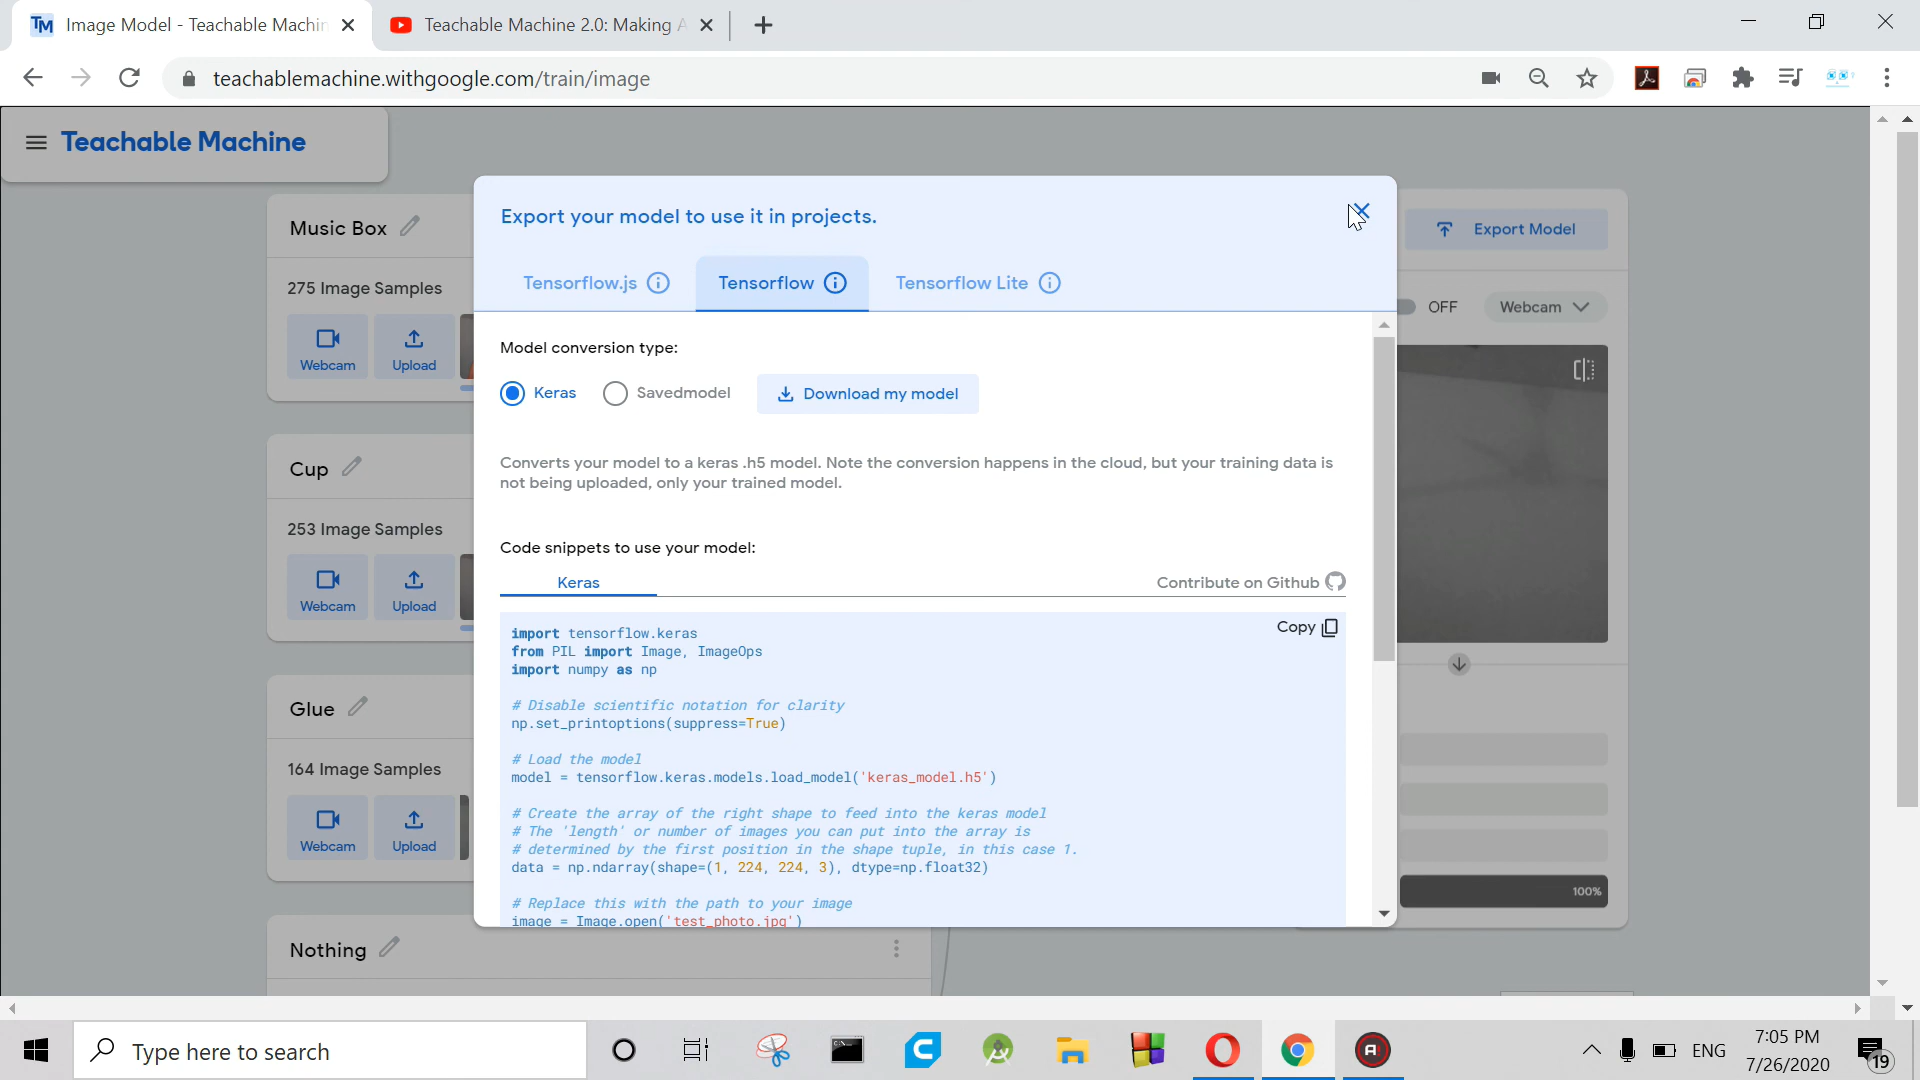 Image Model - Teachable Machin
Teachable Machine 2.0: Making A
teachablemachine.withgoogle.com/train/image
Teachable Machine
Export your model to use it in projects.
Tensorflow.js
Tensorflow
Tensorflow Lite
Model conversion type:
Keras
Savedmodel
Download my model
Converts your model to a keras .h5 model. Note the conversion happens in the cloud, but your training data is
not being uploaded, only your trained model.
Code snippets to use your model:
Keras
Contribute on Github
Copy
import tensorflow.keras
from PIL import Image, ImageOps
import numpy as np
# Disable scientific notation for clarity
np.set_printoptions(suppress=True)
# Load the model
model = tensorflow.keras.models.load_model('keras_model.h5')
# Create the array of the right shape to feed into the keras model
# The 'length' or number of images you can put into the array is
# determined by the first position in the shape tuple, in this case 1.
data = np.ndarray(shape=(1, 224, 224, 3), dtype=np.float32)
# Replace this with the path to your image
image = Image.open('test_photo.jpg')
Music Box
275 Image Samples
Webcam
Upload
Cup
253 Image Samples
Webcam
Upload
Glue
164 Image Samples
Webcam
Upload
Nothing
Export Model
OFF
Webcam
100%
Type here to search
ENG
7:05 PM
7/26/2020
19